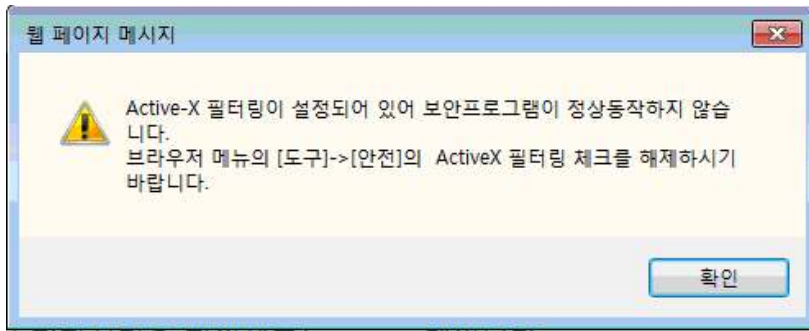 웹 페이지 메시지
Active-X 필터링이 설정되어 있어 보안프로그램이 정상동작하지 않습
니다.
브라우저 메뉴의 [도구]->[안전]의  ActiveX 필터링 체크를 해제하시기
바랍니다.
확인